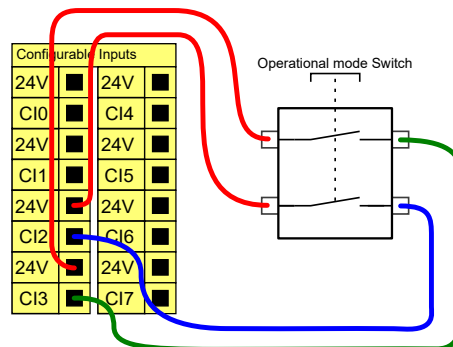 Configurable Inputs
Operational mode Switch
24V 24V
CI0 CI4
24V 24V
CI1 CI5
24V 24V
CI2 CI6
24V 24V
CI3 CI7